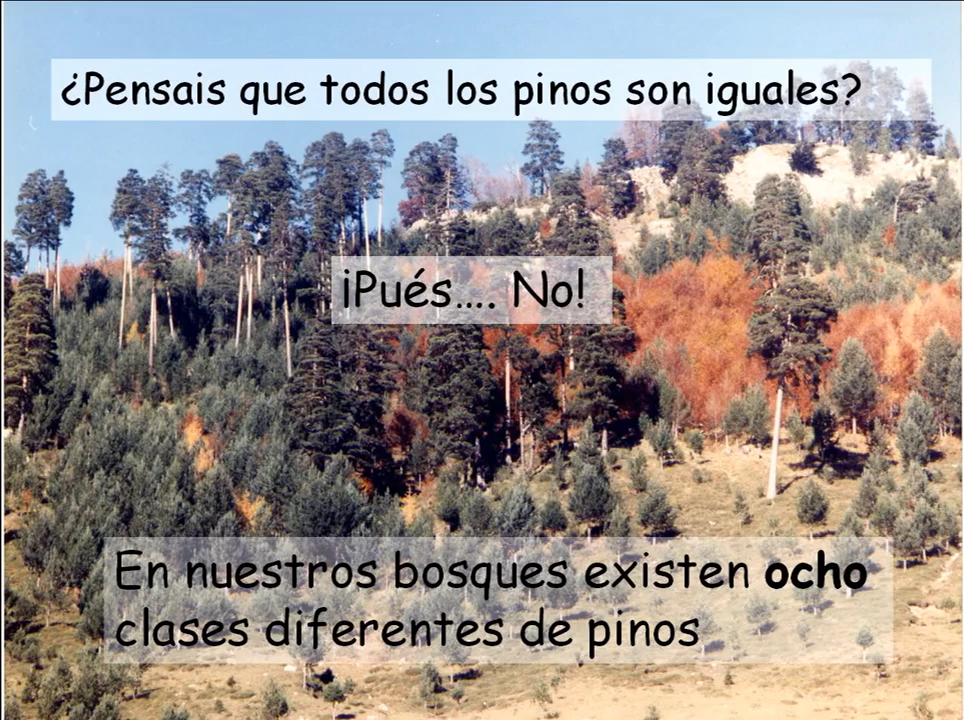 ¿Pensais que todos los pinos son iguales?
¡Pués.... No!
En nuestros bosques existen ocho
clases diferentes de pinos